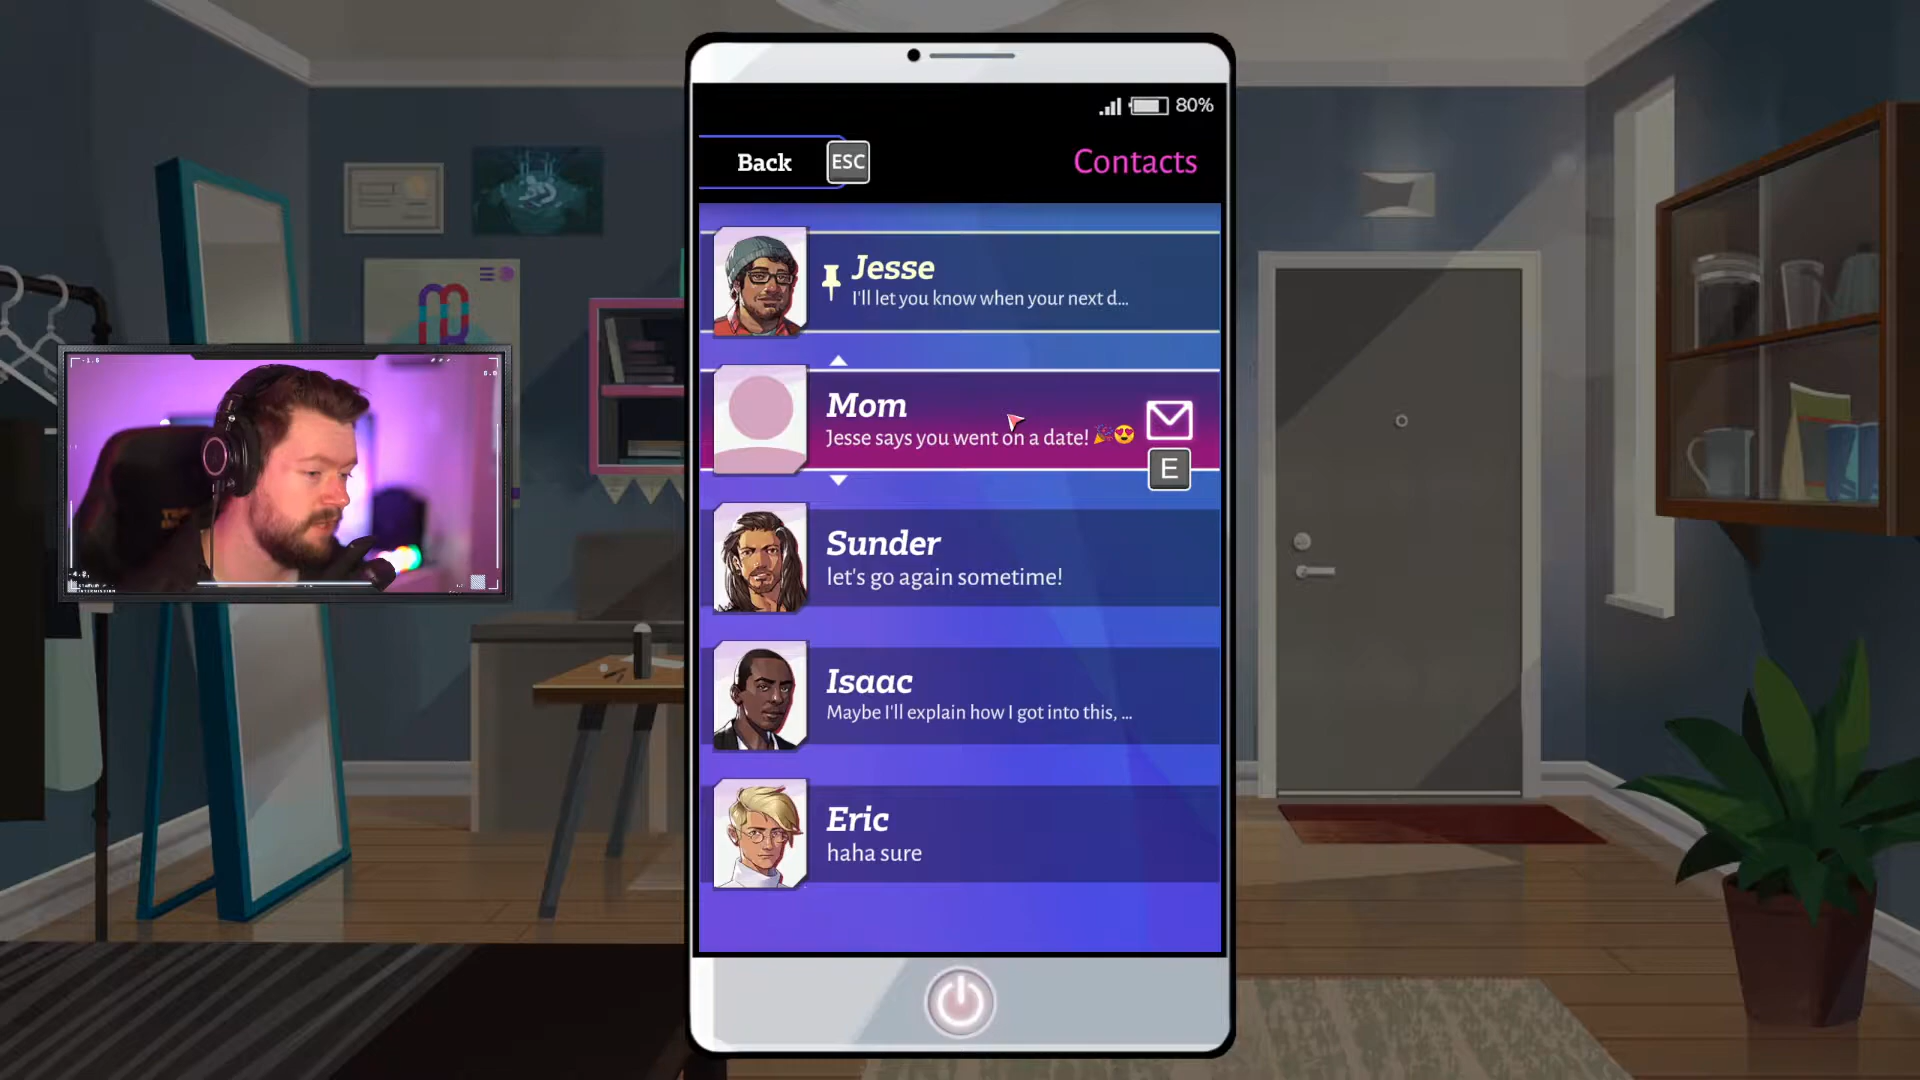 80%
Back
ESC
Contacts
Jesse
I'll let you know when your next d...
Mom
Jesse says you went on a date! 🎉😍
E
Sunder
let's go again sometime!
Isaac
Maybe I'll explain how I got into this, ...
Eric
haha sure